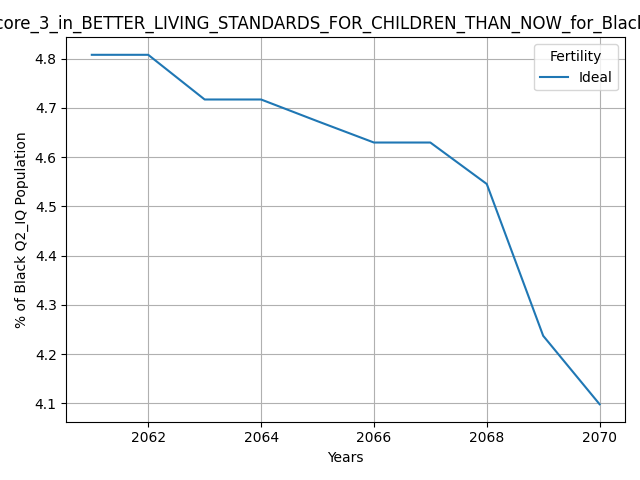 core_3_in_BETTER_LIVING_STANDARDS_FOR_CHILDREN_THAN_NOW_for_Black
Fertility
Ideal
4.8
4.7
4.6
4.5
4.4
4.3
4.2
4.1
% of Black Q2_IQ Population
2062 2064 2066 2068 2070
Years